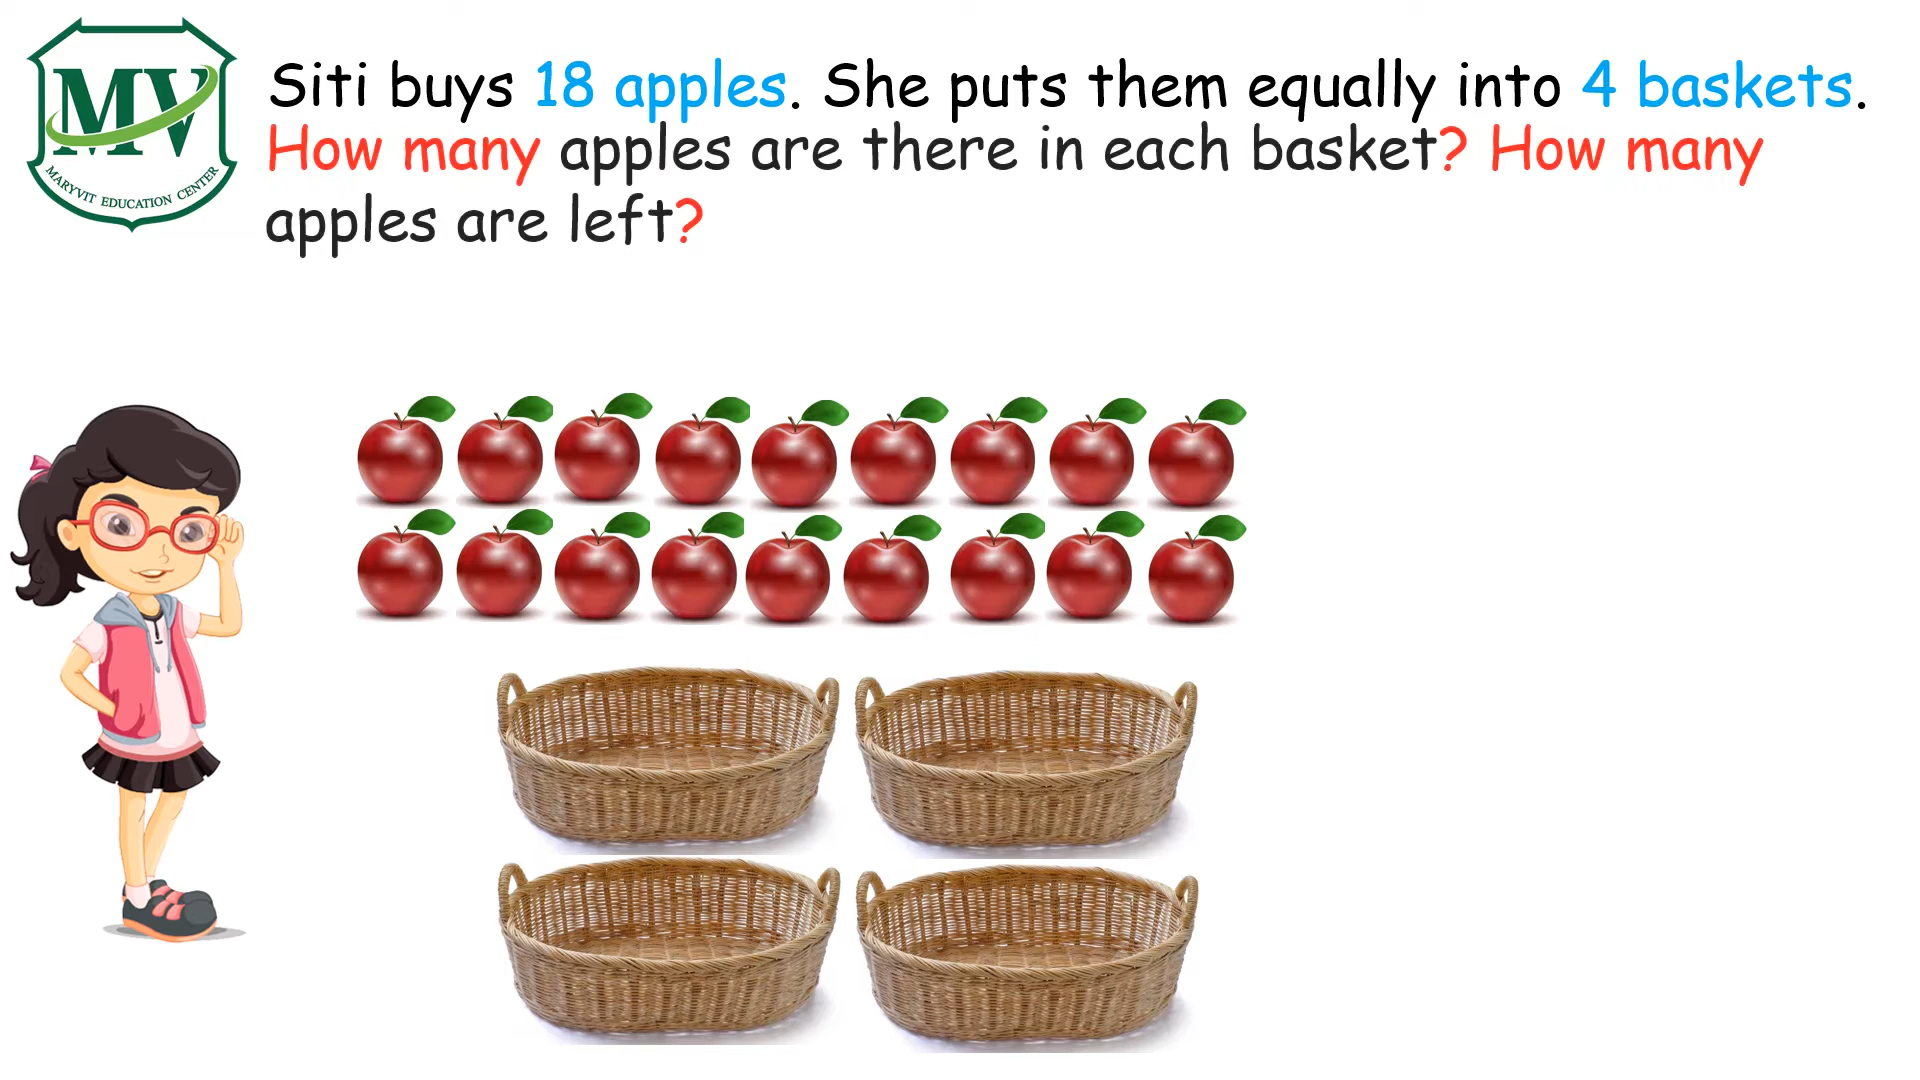 MV
MARYVIT EDUCATION CENTER
Siti buys 18 apples. She puts them equally into 4 baskets.
How many apples are there in each basket? How many
apples are left?